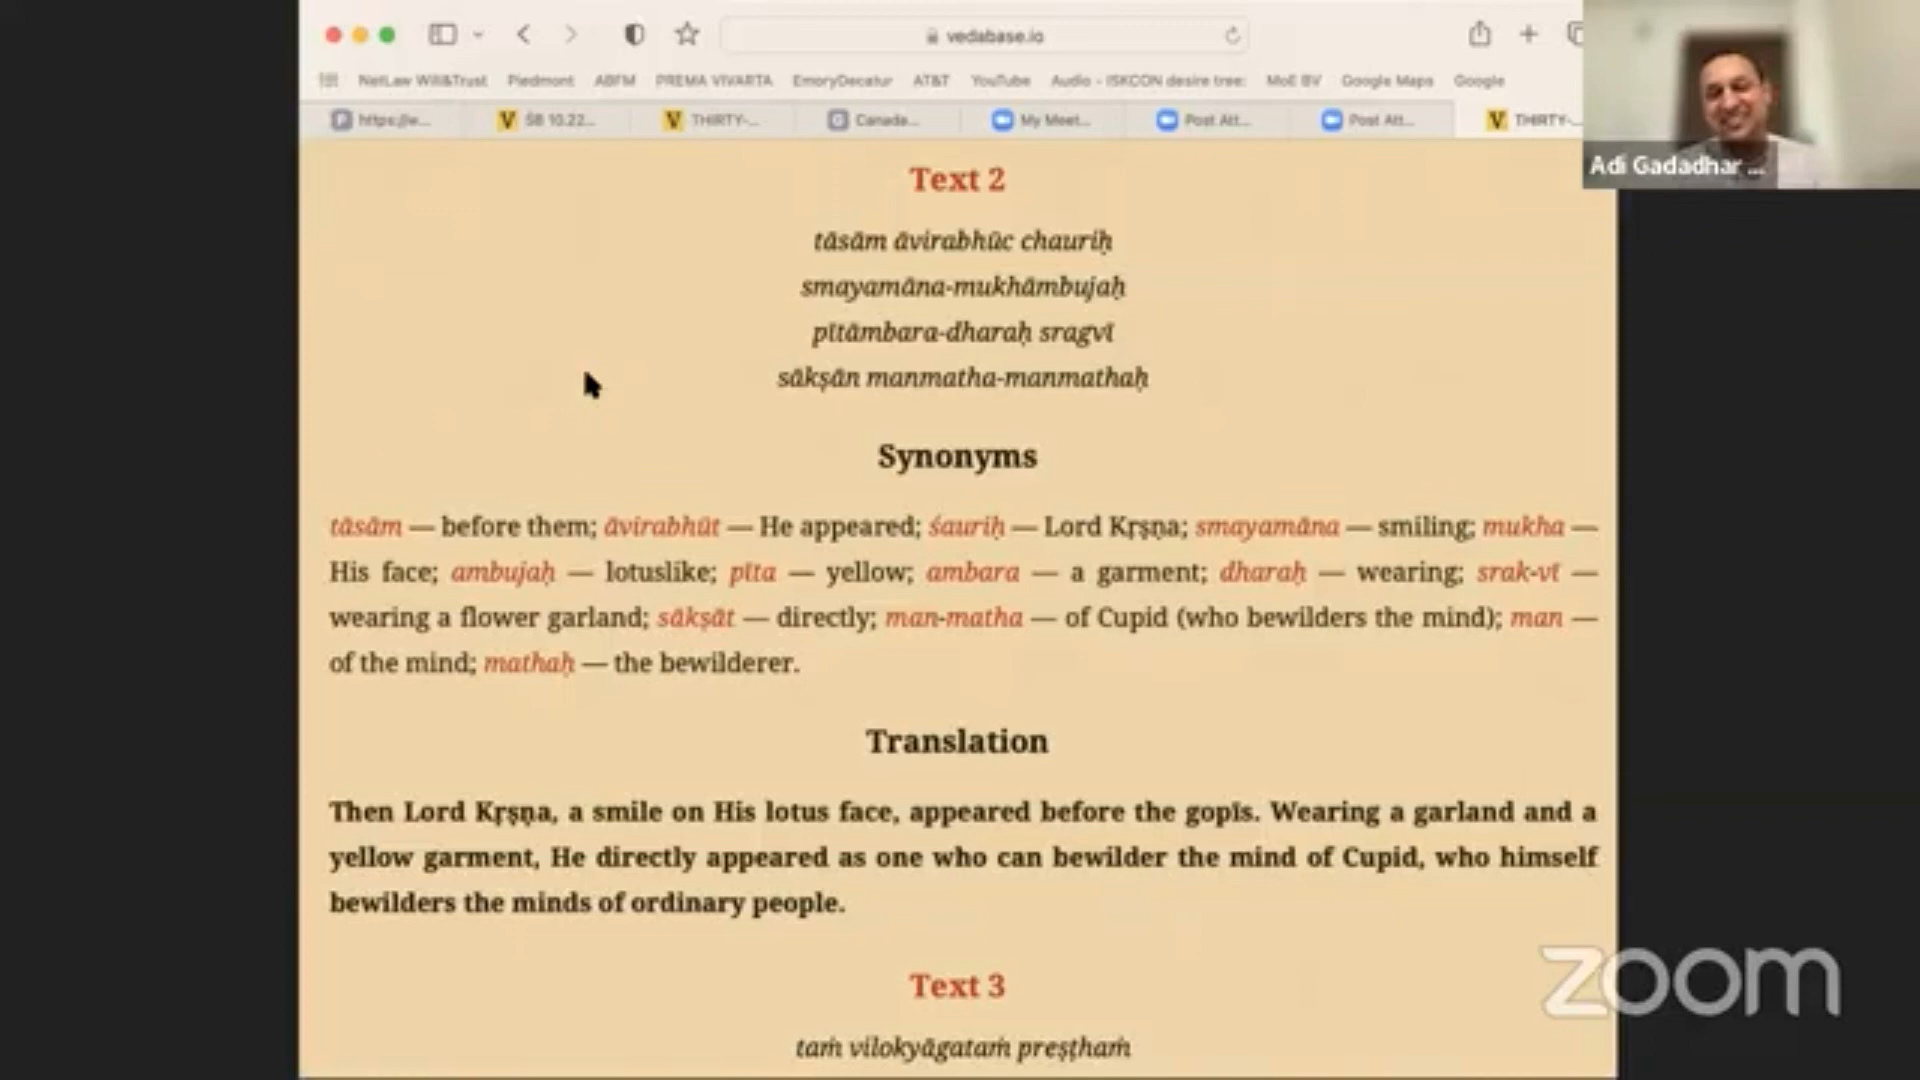 vedabase.io
NetLaw Will&Trust Piedmont ABFM PREMA VIVARTA EmoryDecatur AT&T YouTube Audio - ISKCON desire tree: MoE BV Google Maps Google
https://w... SB 10.22... THIRTY-... Canada... My Meet... Post Att... Post Att... THIRTY-...
Adi Gadadhar ...
Text 2
tāsām āvirabhūc chauriḥ
smayamāna-mukhāmbujaḥ
pītāmbara-dharaḥ sragvī
sākṣān manmatha-manmathaḥ
Synonyms
tāsām — before them; āvirabhūt — He appeared; śauriḥ — Lord Kṛṣṇa; smayamāna — smiling; mukha —
His face; ambujaḥ — lotuslike; pīta — yellow; ambara — a garment; dharaḥ — wearing; srak-vī —
wearing a flower garland; sākṣāt — directly; man-matha — of Cupid (who bewilders the mind); man —
of the mind; mathaḥ — the bewilderer.
Translation
Then Lord Kṛṣṇa, a smile on His lotus face, appeared before the gopīs. Wearing a garland and a
yellow garment, He directly appeared as one who can bewilder the mind of Cupid, who himself
bewilders the minds of ordinary people.
Text 3
taṁ vilokyāgataṁ preṣṭhaṁ
zoom